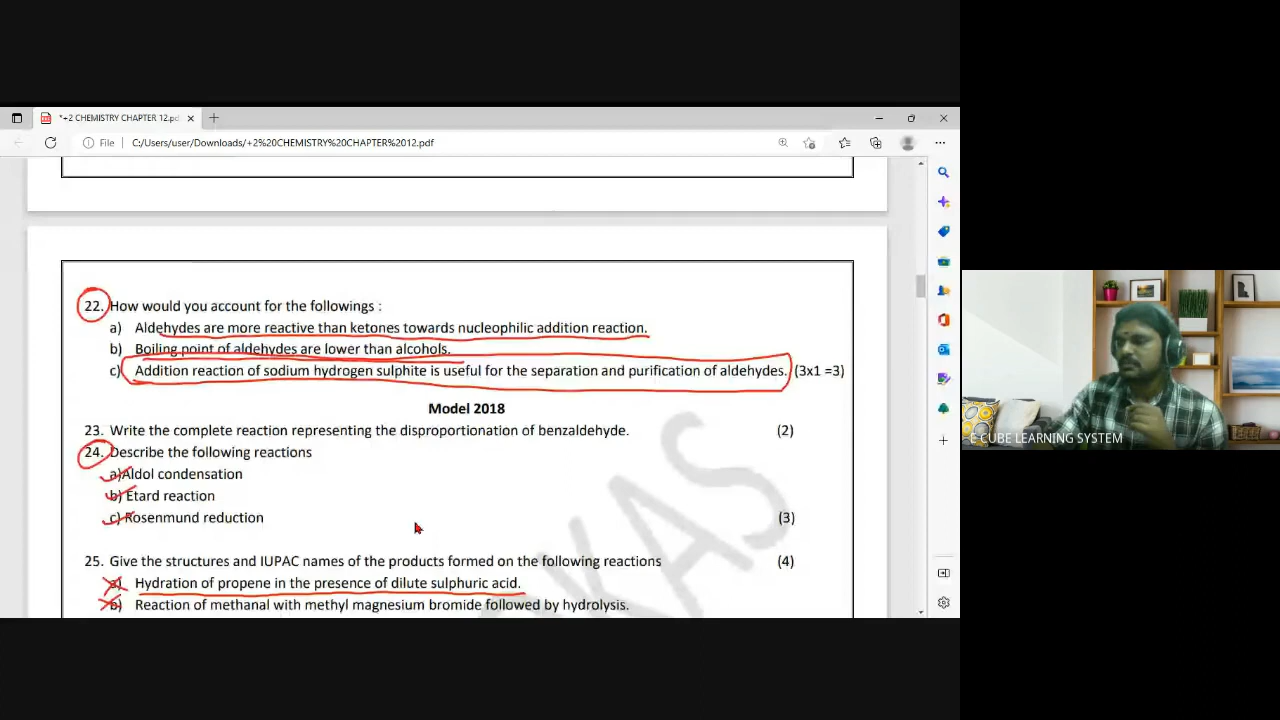 *+2 CHEMISTRY CHAPTER 12.pd
File C:/Users/user/Downloads/+2%20CHEMISTRY%20CHAPTER%2012.pdf
22. How would you account for the followings :
a) Aldehydes are more reactive than ketones towards nucleophilic addition reaction.
b) Boiling point of aldehydes are lower than alcohols.
c) Addition reaction of sodium hydrogen sulphite is useful for the separation and purification of aldehydes. (3x1 =3)
Model 2018
23. Write the complete reaction representing the disproportionation of benzaldehyde. (2)
24. Describe the following reactions
a)Aldol condensation
b) Etard reaction
c) Rosenmund reduction (3)
25. Give the structures and IUPAC names of the products formed on the following reactions (4)
a) Hydration of propene in the presence of dilute sulphuric acid.
b) Reaction of methanal with methyl magnesium bromide followed by hydrolysis.
E CUBE LEARNING SYSTEM